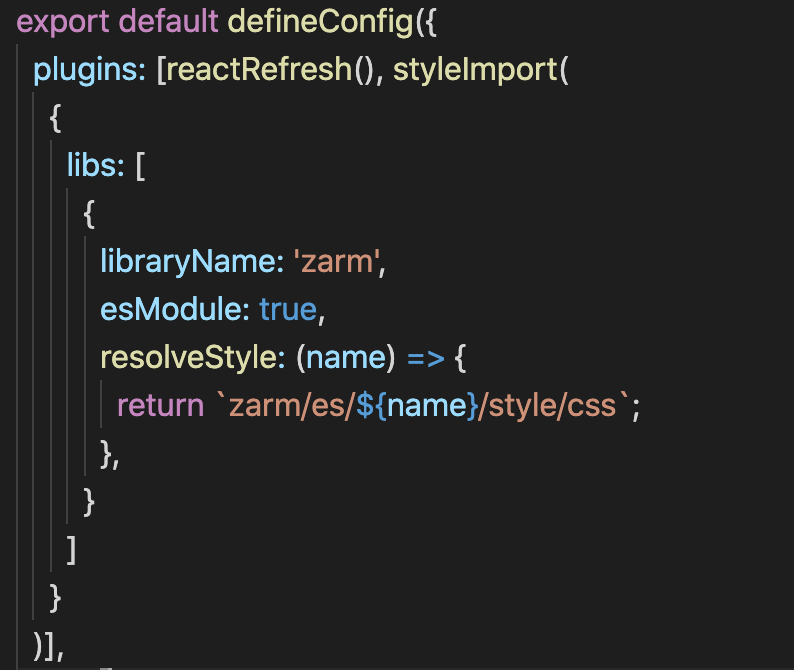 export default defineConfig({
plugins: [reactRefresh(), styleImport(
{
libs: [
{
libraryName: 'zarm',
esModule: true,
resolveStyle: (name) => {
return `zarm/es/${name}/style/css`;
},
}
]
}
)],